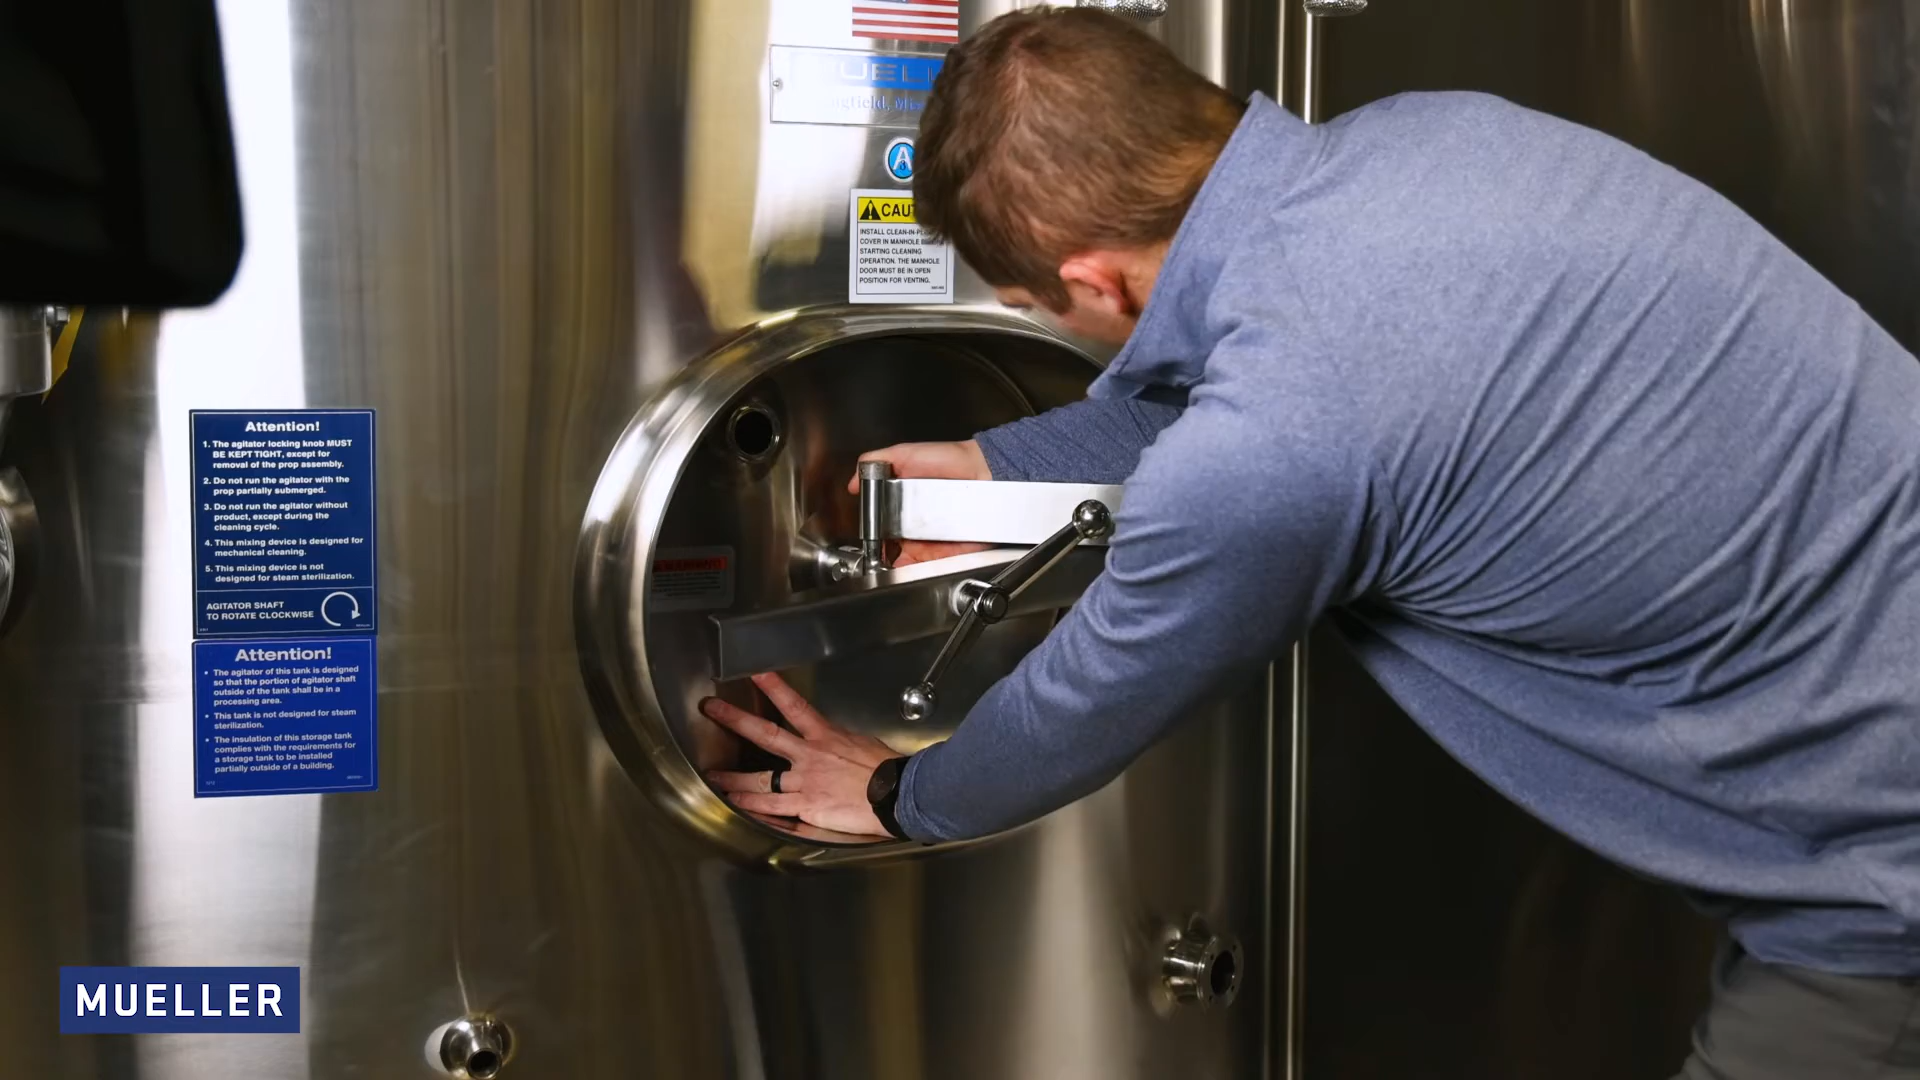 CAU
INSTALL CLEAN-IN-PL
COVER IN MANHOLE
STARTING CLEANING
OPERATION. THE MANHOLE
DOOR MUST BE IN OPEN
POSITION FOR VENTING.
Attention!
1. The agitator locking knob MUST
BE KEPT TIGHT, except for
removal of the prop assembly.
2. Do not run the agitator with the
prop partially submerged.
3. Do not run the agitator without
product, except during the
cleaning cycle.
4. This mixing device is designed for
mechanical cleaning.
5. This mixing device is not
designed for steam sterilization.
AGITATOR SHAFT
TO ROTATE CLOCKWISE
Attention!
• The agitator of this tank is designed
so that the portion of agitator shaft
outside of the tank shall be in a
processing area.
• This tank is not designed for steam
sterilization.
• The insulation of this storage tank
complies with the requirements for
a storage tank to be installed
partially outside of a building.
WARNING
MUELLER